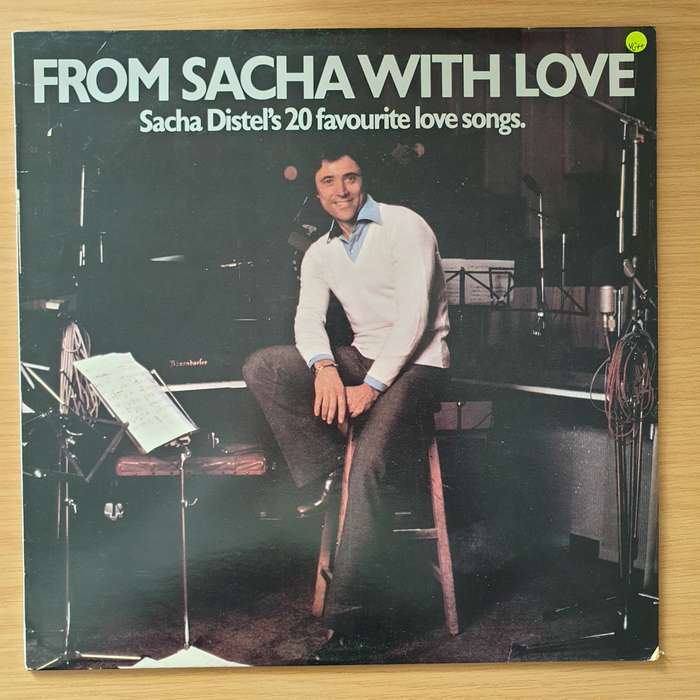 FROM SACHA WITH LOVE
Sacha Distel's 20 favourite love songs.
Bösendorfer